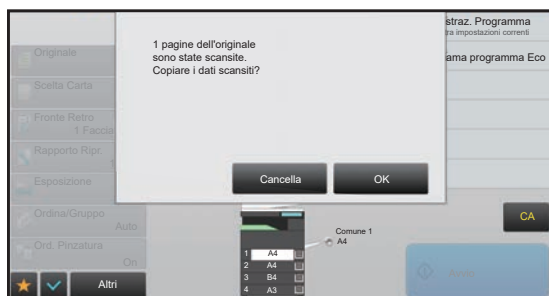 1 pagine dell'originale
sono state scansite.
Copiare i dati scansiti?
Cancella
OK
straz. Programma
ra impostazioni correnti
ama programma Eco
Originale
Scelta Carta
Fronte Retro
1 Faccia
Rapporto Ripr.
Esposizione
Ordina/Gruppo
Auto
Ord. Pinzatura
On
Altri
Comune 1
A4
1 A4
2 A4
3 B4
4 A3
CA
Avvio